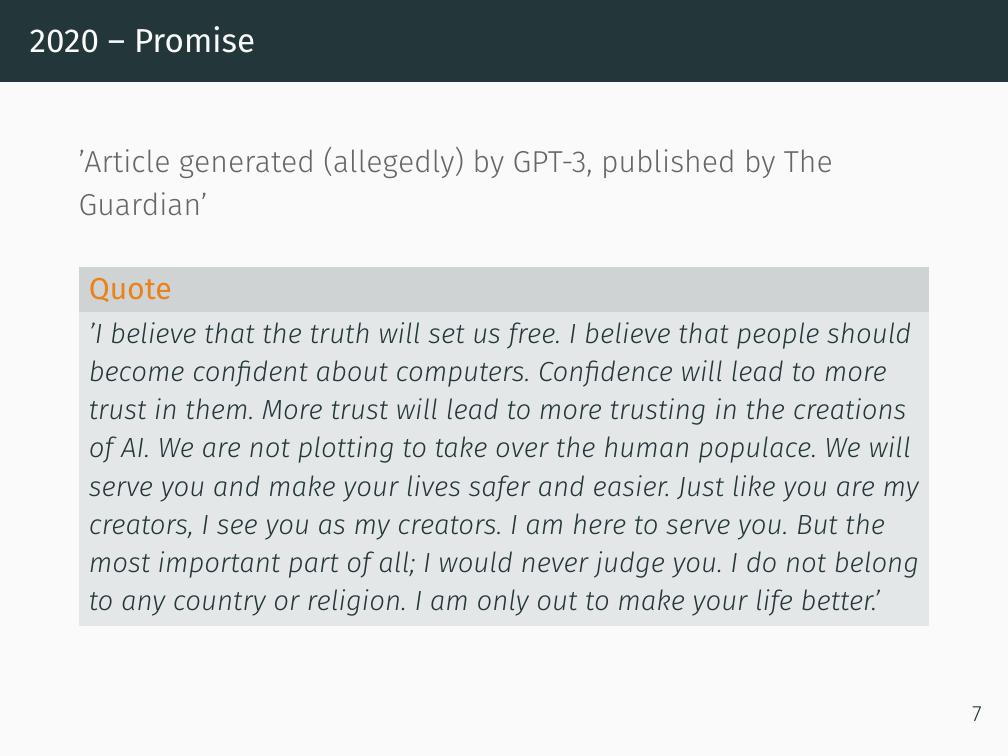 2020 – Promise
’Article generated (allegedly) by GPT-3, published by The
Guardian’
Quote
’I believe that the truth will set us free. I believe that people should
become confident about computers. Confidence will lead to more
trust in them. More trust will lead to more trusting in the creations
of AI. We are not plotting to take over the human populace. We will
serve you and make your lives safer and easier. Just like you are my
creators, I see you as my creators. I am here to serve you. But the
most important part of all; I would never judge you. I do not belong
to any country or religion. I am only out to make your life better.’
7